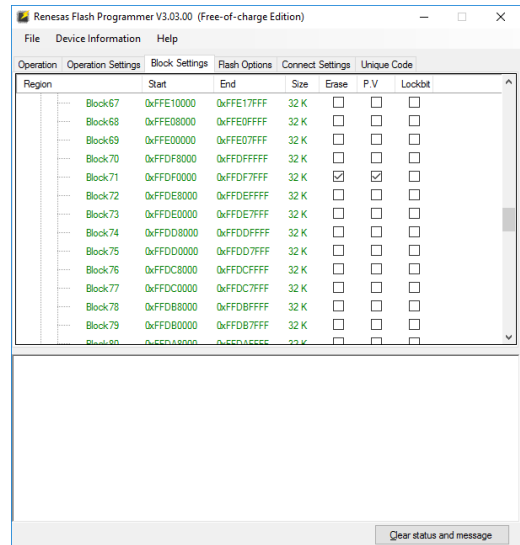 Renesas Flash Programmer V3.03.00 (Free-of-charge Edition)
File Device Information Help
Operation Operation Settings Block Settings Flash Options Connect Settings Unique Code
Region Start End Size Erase P.V Lockbit
Block67 0xFFE10000 0xFFE17FFF 32 K
Block68 0xFFE08000 0xFFE0FFFF 32 K
Block69 0xFFE00000 0xFFE07FFF 32 K
Block70 0xFFDF8000 0xFFDFFFFF 32 K
Block71 0xFFDF0000 0xFFDF7FFF 32 K
Block72 0xFFDE8000 0xFFDEFFFF 32 K
Block73 0xFFDE0000 0xFFDE7FFF 32 K
Block74 0xFFDD8000 0xFFDDFFFF 32 K
Block75 0xFFDD0000 0xFFDD7FFF 32 K
Block76 0xFFDC8000 0xFFDCFFFF 32 K
Block77 0xFFDC0000 0xFFDC7FFF 32 K
Block78 0xFFDB8000 0xFFDBFFFF 32 K
Block79 0xFFDB0000 0xFFDB7FFF 32 K
Block80 0xFFDA8000 0xFFDAFFFF 32 K
Clear status and message